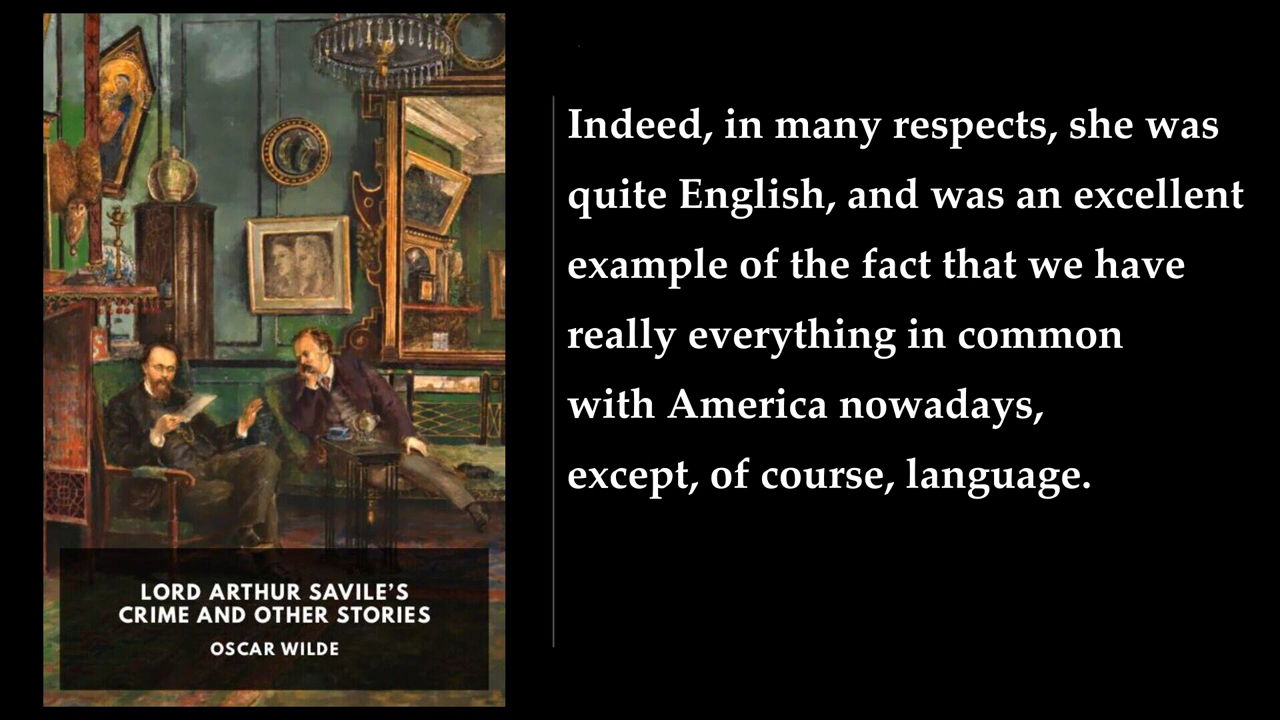 Indeed, in many respects, she was
quite English, and was an excellent
example of the fact that we have
really everything in common
with America nowadays,
except, of course, language.
LORD ARTHUR SAVILE’S
CRIME AND OTHER STORIES
OSCAR WILDE